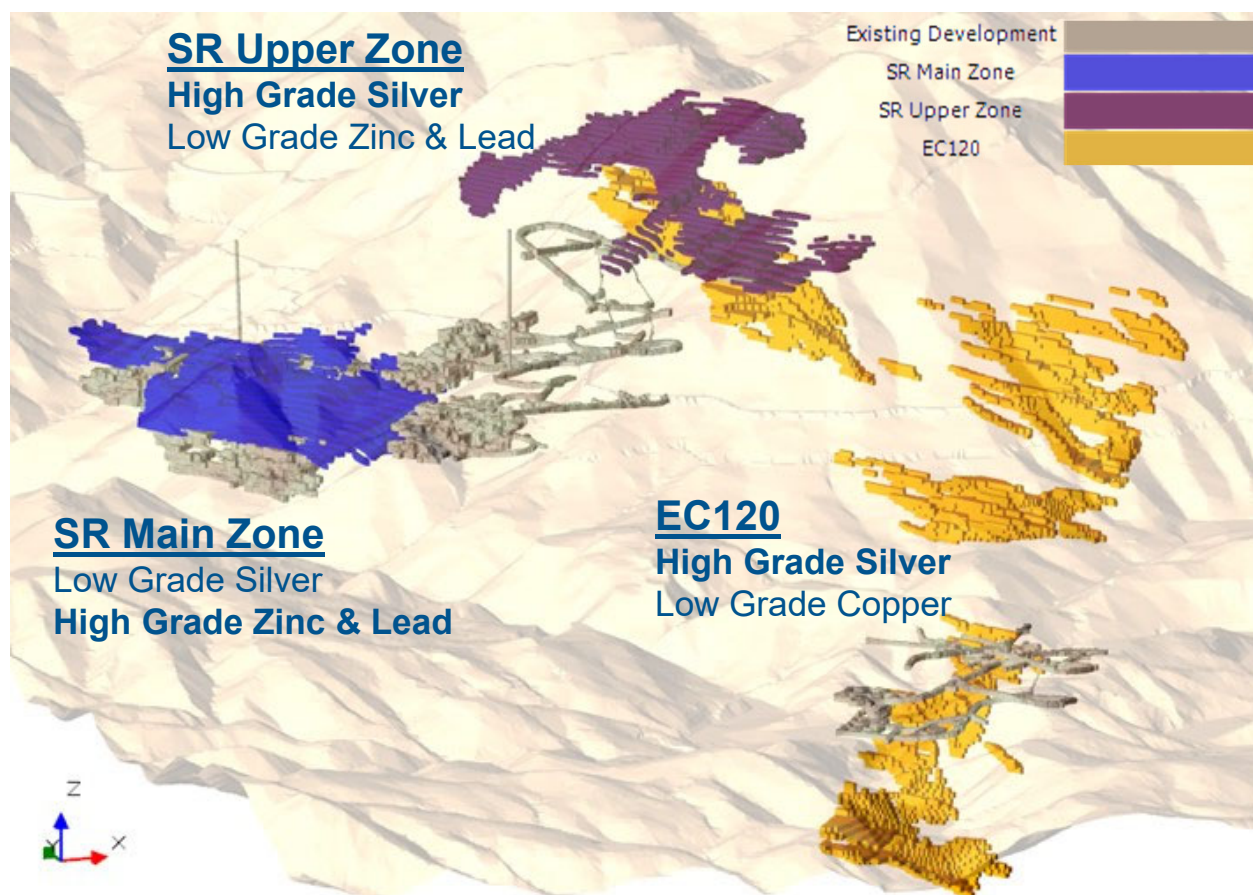 SR Upper Zone
High Grade Silver
Low Grade Zinc & Lead
Existing Development
SR Main Zone
SR Upper Zone
EC120
SR Main Zone
Low Grade Silver
High Grade Zinc & Lead
EC120
High Grade Silver
Low Grade Copper
Z
Y
X